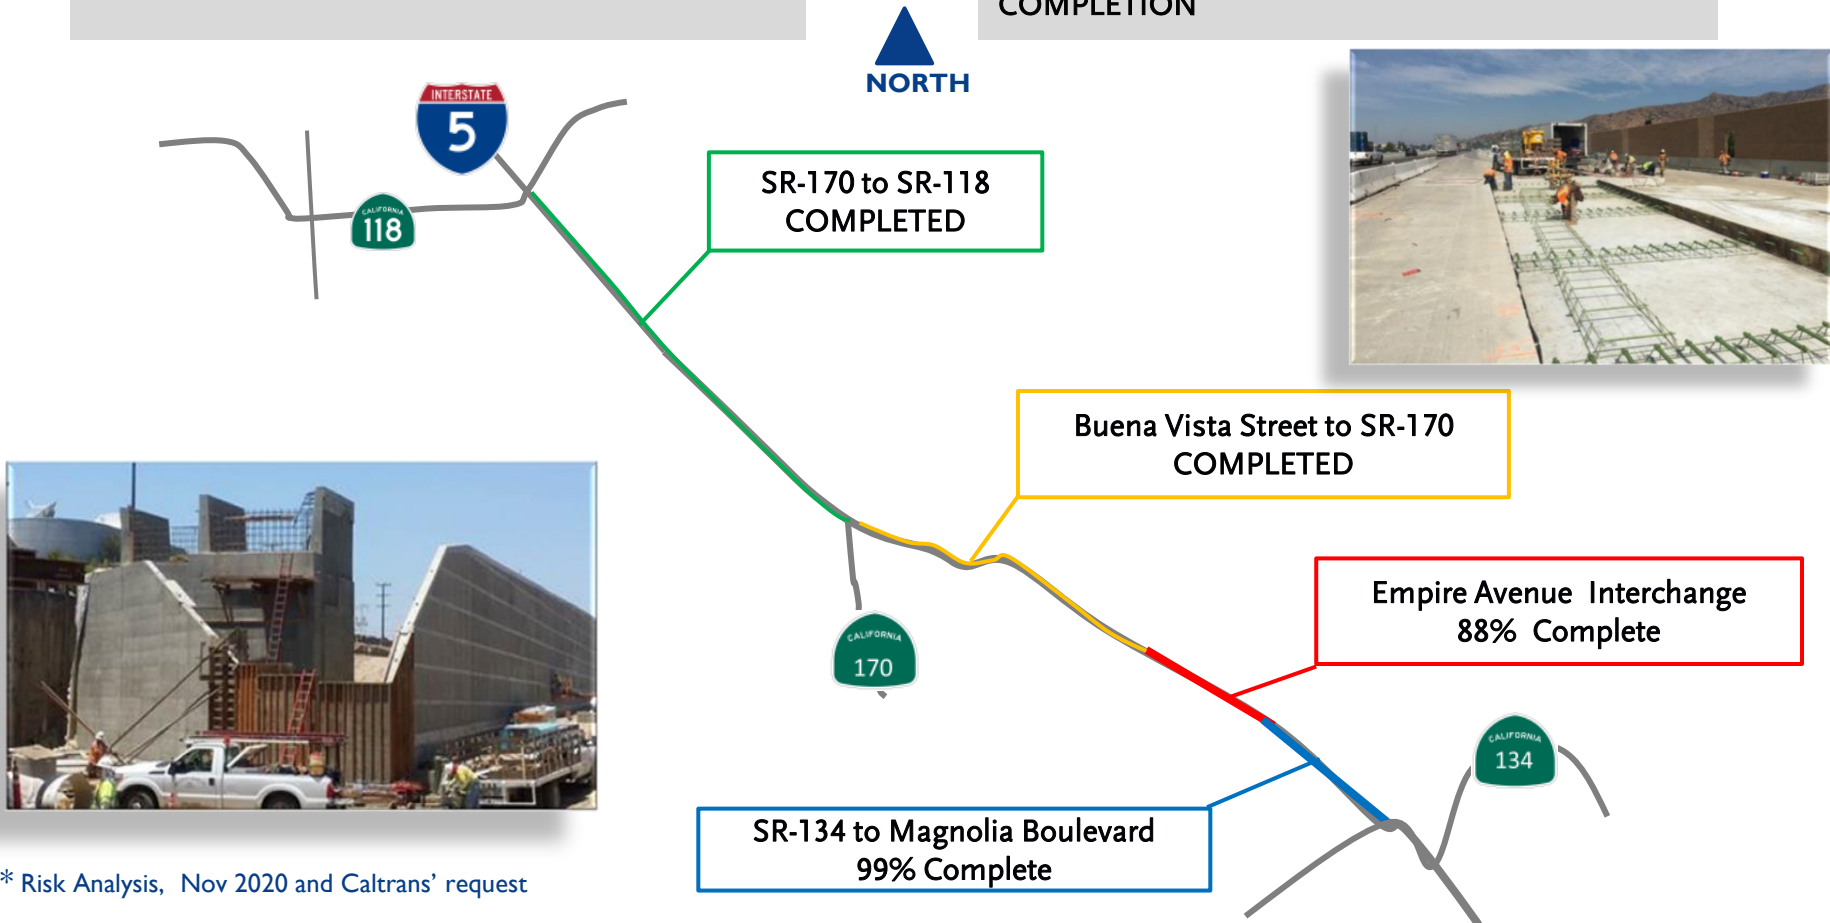 COMPLETION
NORTH
INTERSTATE
5
CALIFORNIA
118
SR-170 to SR-118
COMPLETED
Buena Vista Street to SR-170
COMPLETED
Empire Avenue  Interchange
88%  Complete
CALIFORNIA
170
CALIFORNIA
134
SR-134 to Magnolia Boulevard
99% Complete
* Risk Analysis,  Nov 2020 and Caltrans’ request